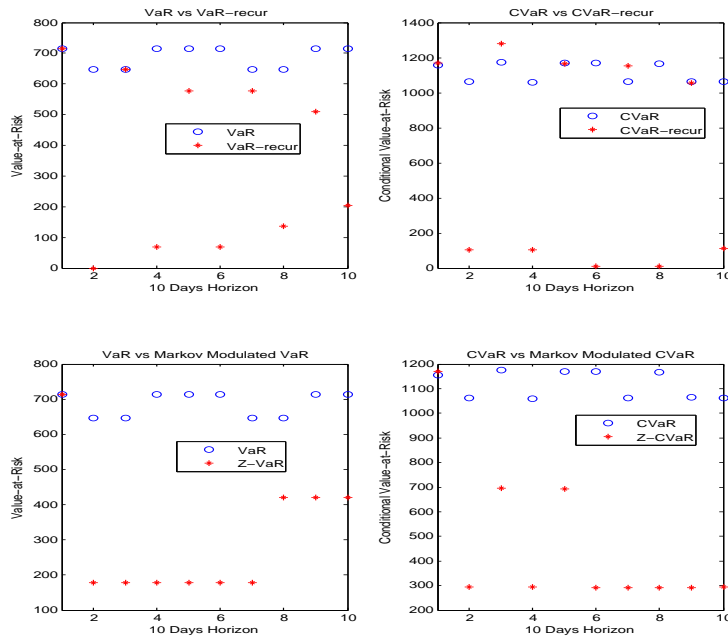 VaR vs VaR-recur
800
700
600
500
400
300
200
100
0
2
4
6
8
10
Value-at-Risk
10 Days Horizon
VaR
VaR-recur
CVaR vs CVaR-recur
1400
1200
1000
800
600
400
200
0
2
4
6
8
10
Conditional Value-at-Risk
10 Days Horizon
CVaR
CVaR-recur
VaR vs Markov Modulated VaR
800
700
600
500
400
300
200
100
2
4
6
8
10
Value-at-Risk
10 Days Horizon
VaR
Z-VaR
CVaR vs Markov Modulated CVaR
1200
1100
1000
900
800
700
600
500
400
300
200
2
4
6
8
10
Conditional Value-at-Risk
10 Days Horizon
CVaR
Z-CVaR